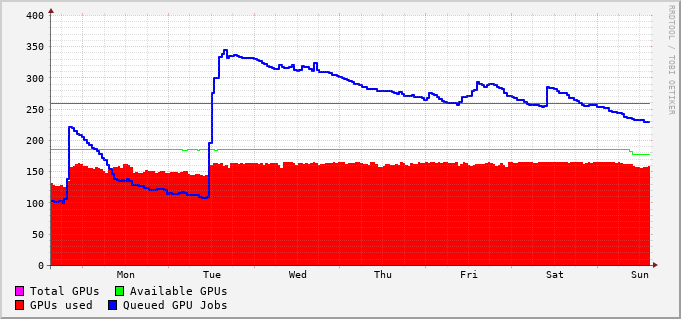 400
350
300
250
200
150
100
50
0
Mon Tue Wed Thu Fri Sat Sun
Total GPUs Available GPUs
GPUs used Queued GPU Jobs
RRDTOOL / TOBI OETIKER